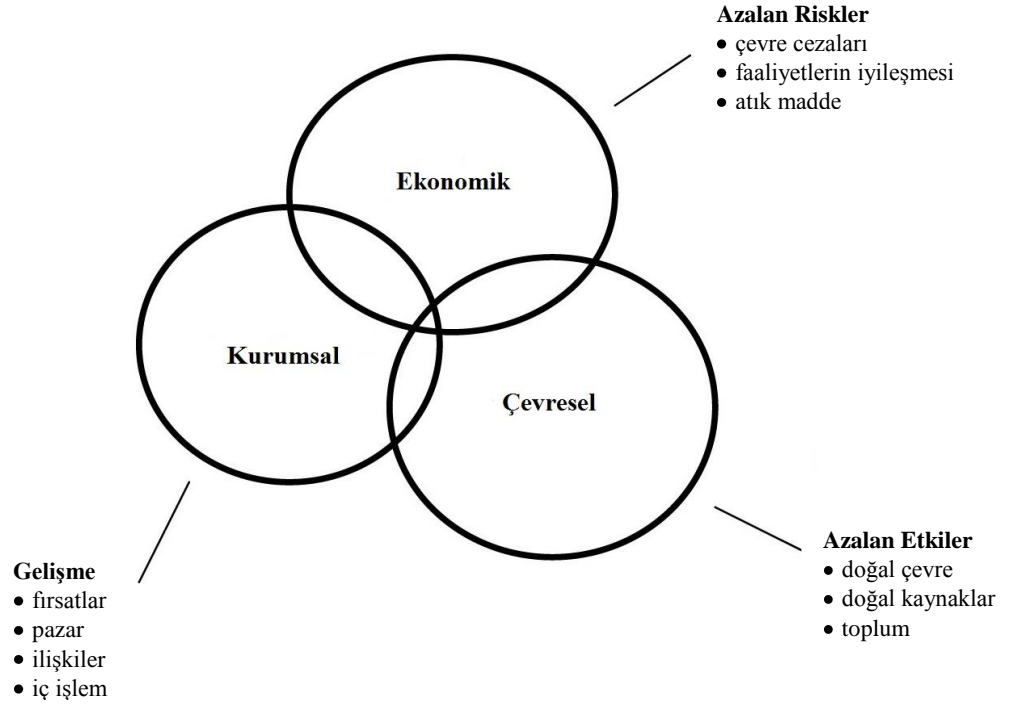 Azalan Riskler
• çevre cezaları
• faaliyetlerin iyileşmesi
• atık madde
Ekonomik
Kurumsal
Çevresel
Azalan Etkiler
• doğal çevre
• doğal kaynaklar
• toplum
Gelişme
• fırsatlar
• pazar
• ilişkiler
• iç işlem